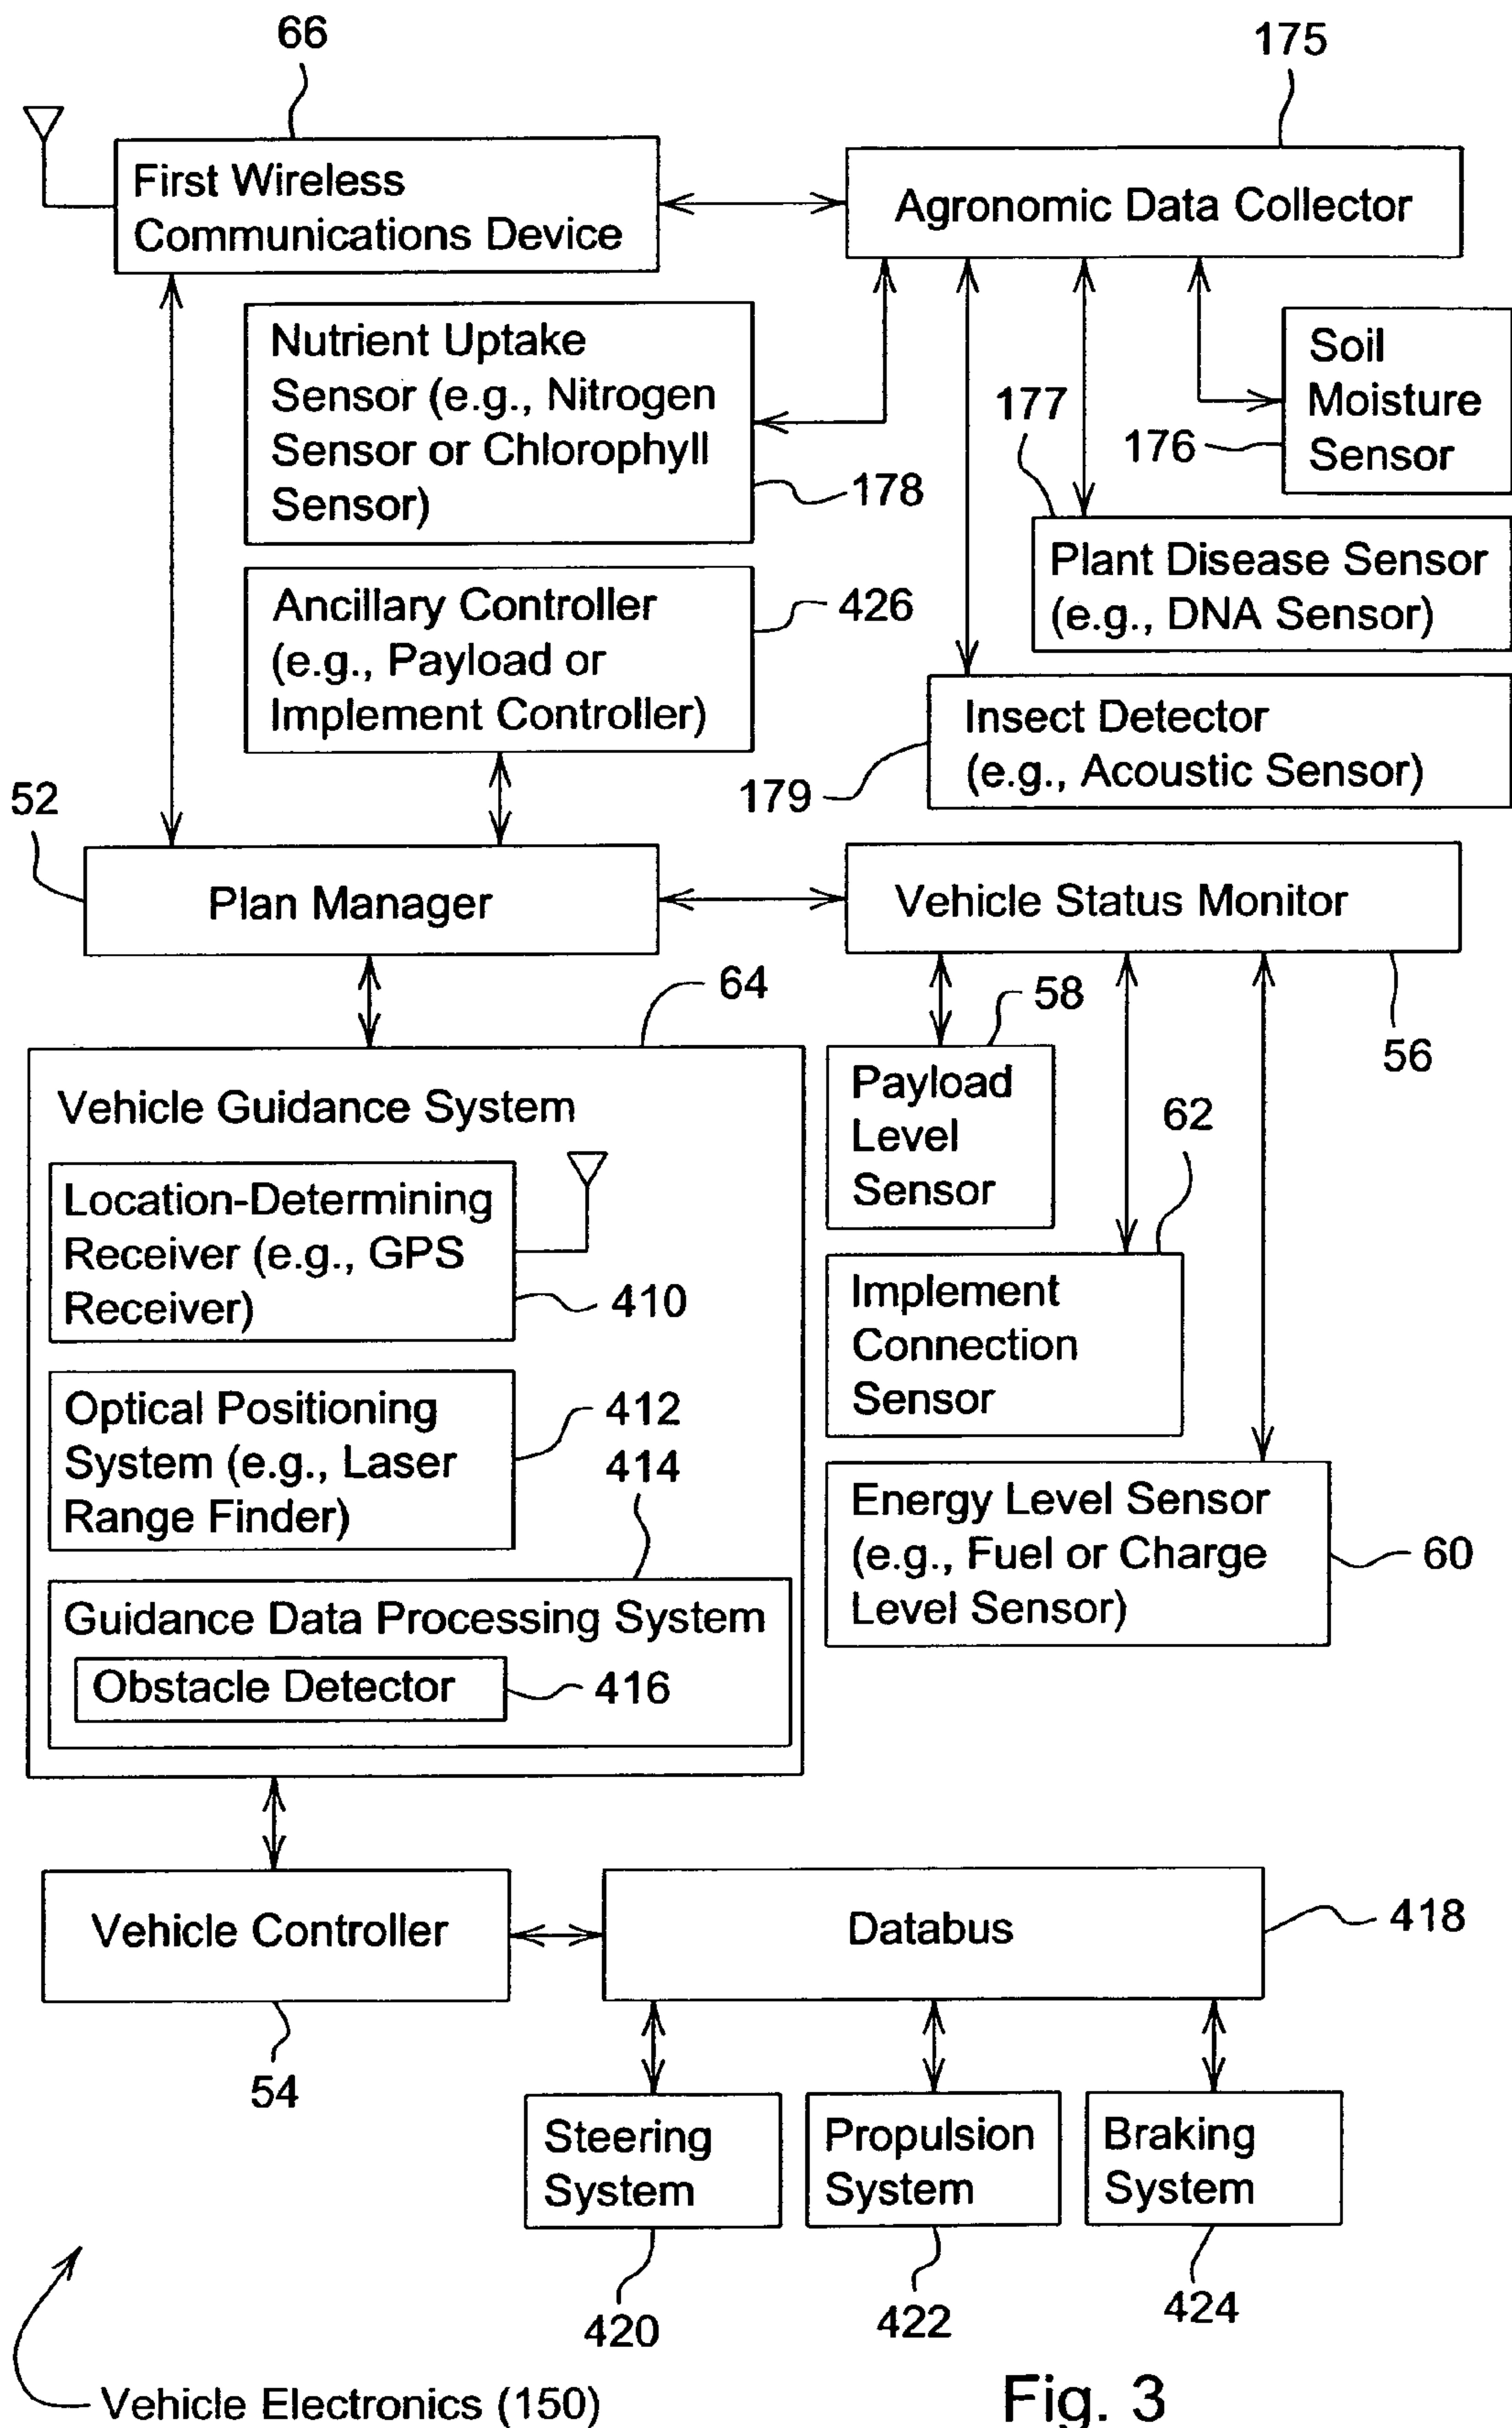 66
175
First Wireless
Communications Device
Agronomic Data Collector
Nutrient Uptake
Sensor (e.g., Nitrogen
Sensor or Chlorophyll
Sensor)
178
177
176
Soil
Moisture
Sensor
Plant Disease Sensor
(e.g., DNA Sensor)
Ancillary Controller
(e.g., Payload or
Implement Controller)
426
Insect Detector
(e.g., Acoustic Sensor)
179
52
Plan Manager
Vehicle Status Monitor
56
64
58
Vehicle Guidance System
Payload
Level
Sensor
62
Location-Determining
Receiver (e.g., GPS
Receiver)
410
Implement
Connection
Sensor
Optical Positioning
System (e.g., Laser
Range Finder)
412
414
Energy Level Sensor
(e.g., Fuel or Charge
Level Sensor)
60
Guidance Data Processing System
Obstacle Detector
416
Vehicle Controller
54
Databus
418
Steering
System
420
Propulsion
System
422
Braking
System
424
Vehicle Electronics (150)
Fig. 3